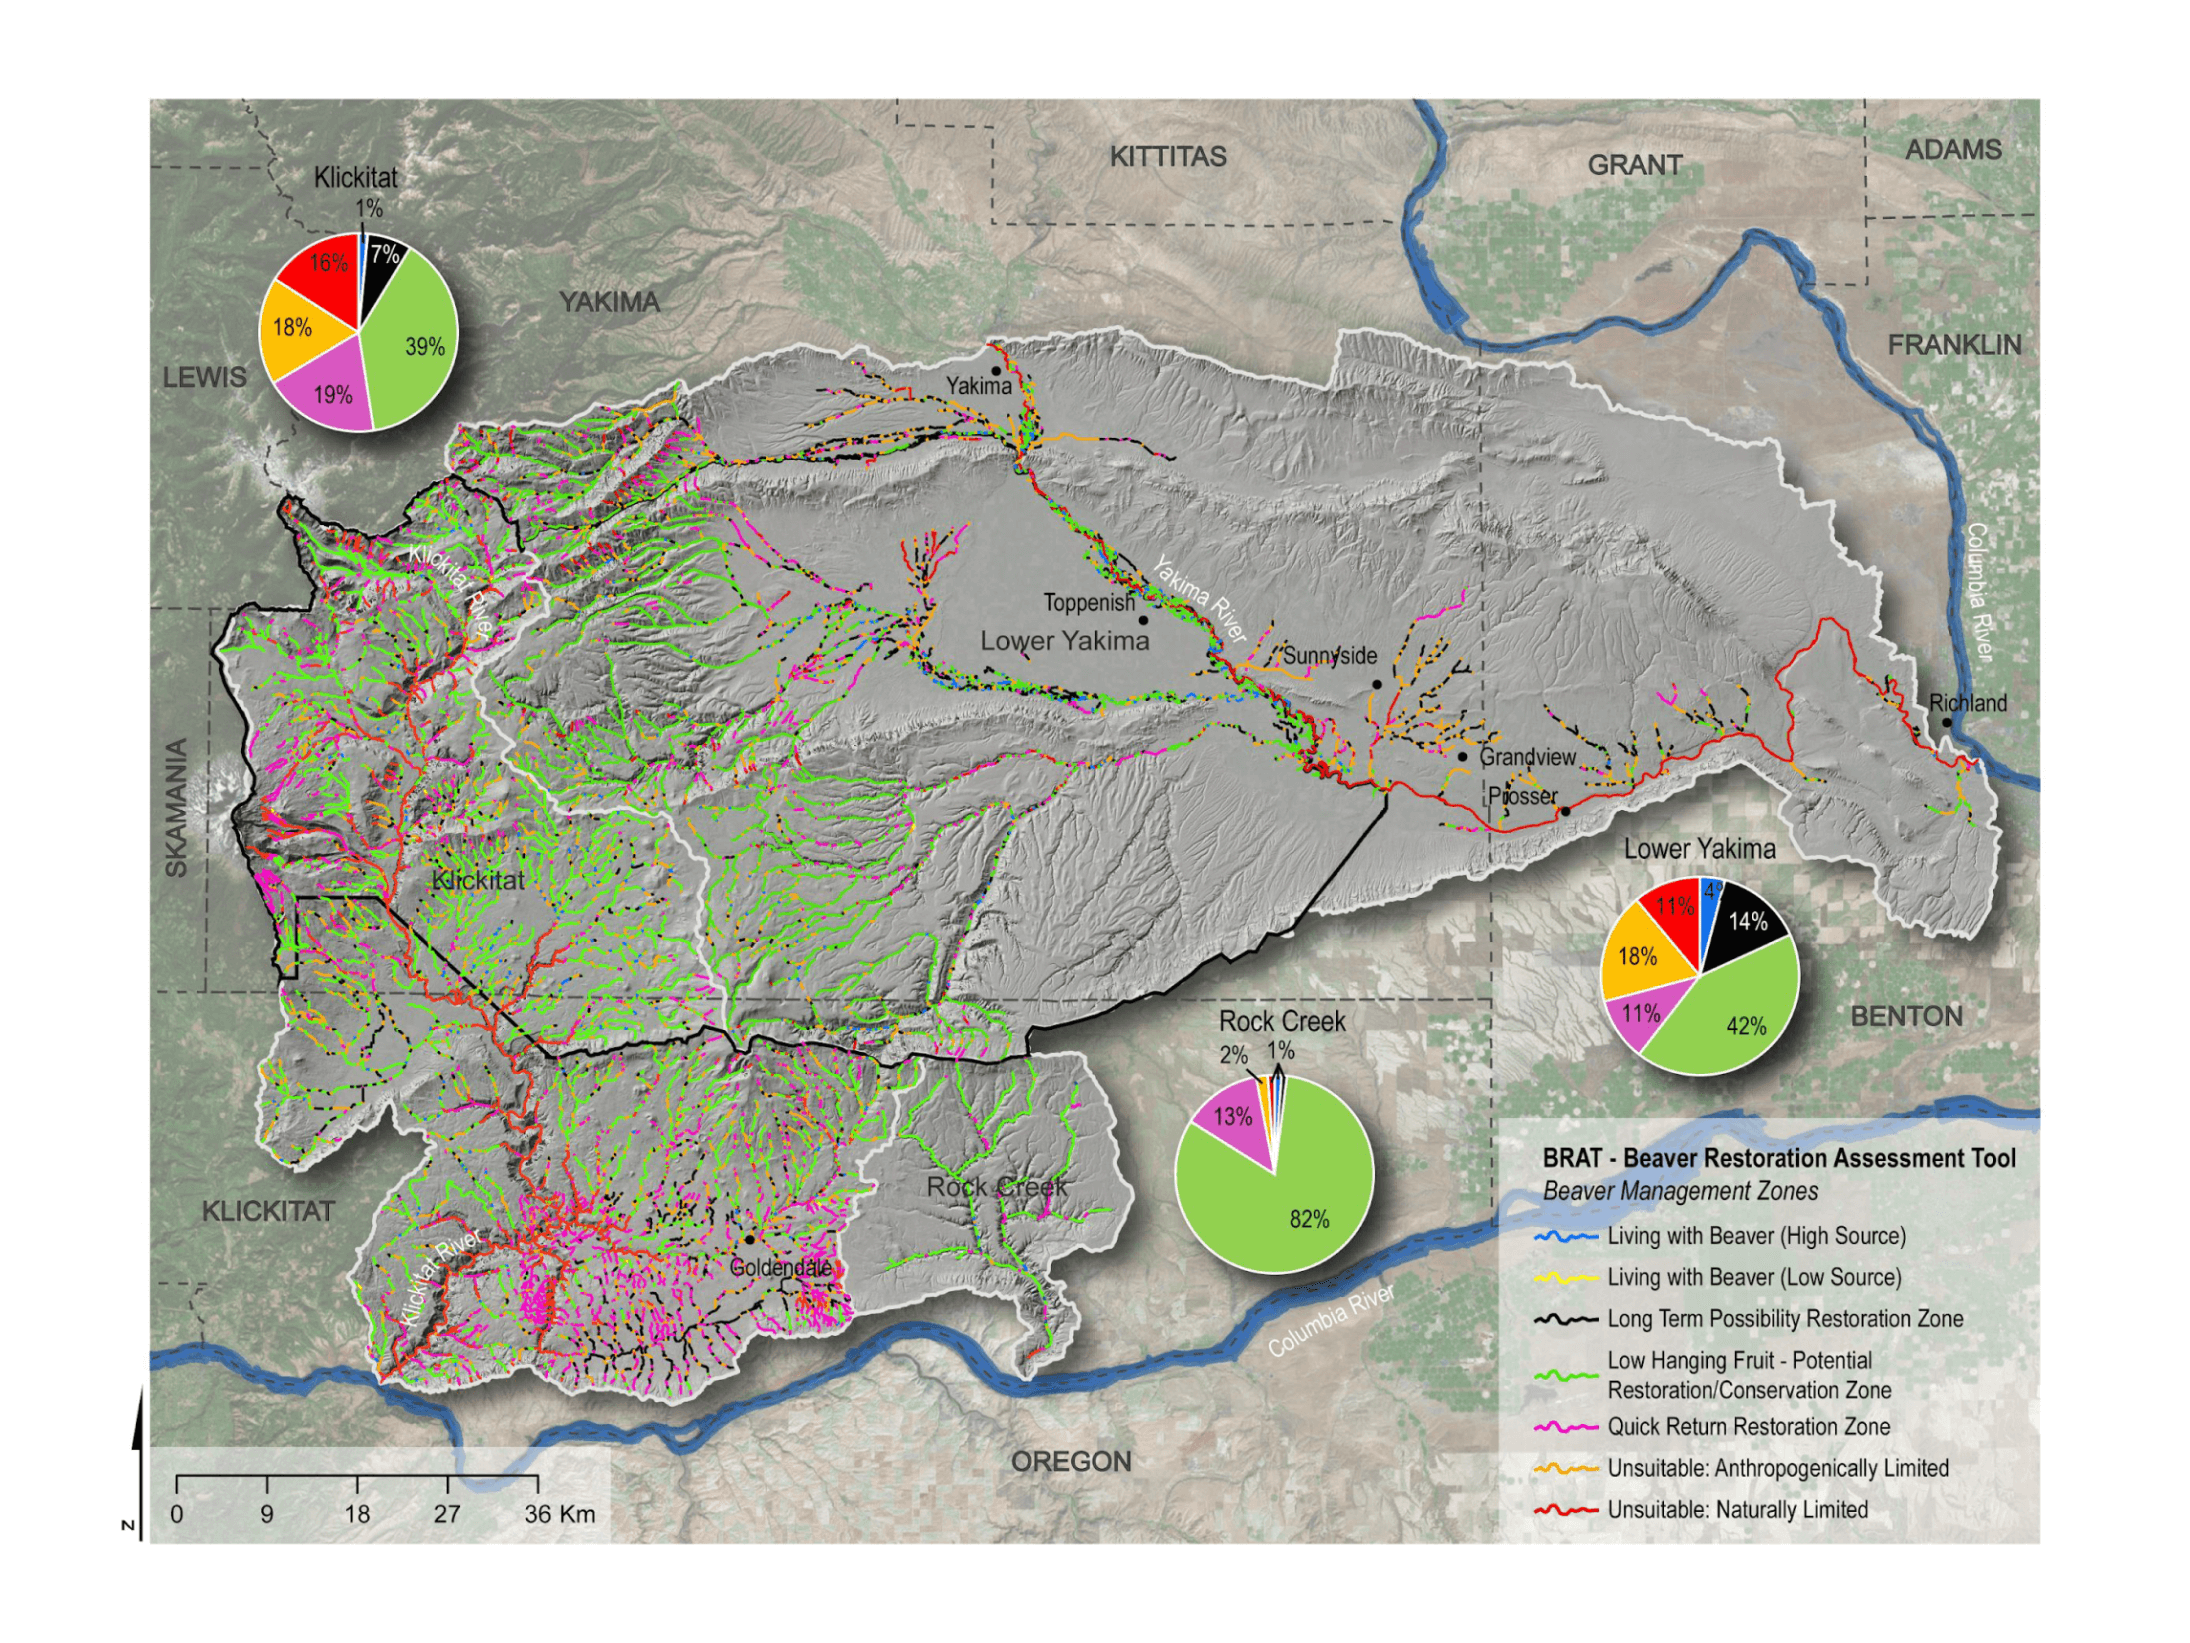 KITTITAS
GRANT
ADAMS
Klickitat
1%
7%
16%
18%
39%
19%
YAKIMA
LEWIS
FRANKLIN
Yakima
Klickitat River
Columbia River
Yakima River
Toppenish
Lower Yakima
Sunnyside
Richland
SKAMANIA
Grandview
Prosser
Klickitat
Lower Yakima
4%
14%
11%
18%
11%
42%
BENTON
Rock Creek
2%
1%
13%
82%
Rock Creek
KLICKITAT
Klickitat River
Goldendale
Columbia River
OREGON
BRAT - Beaver Restoration Assessment Tool
Beaver Management Zones
Living with Beaver (High Source)
Living with Beaver (Low Source)
Long Term Possibility Restoration Zone
Low Hanging Fruit - Potential
Restoration/Conservation Zone
Quick Return Restoration Zone
Unsuitable: Anthropogenically Limited
Unsuitable: Naturally Limited
N
0 9 18 27 36 Km